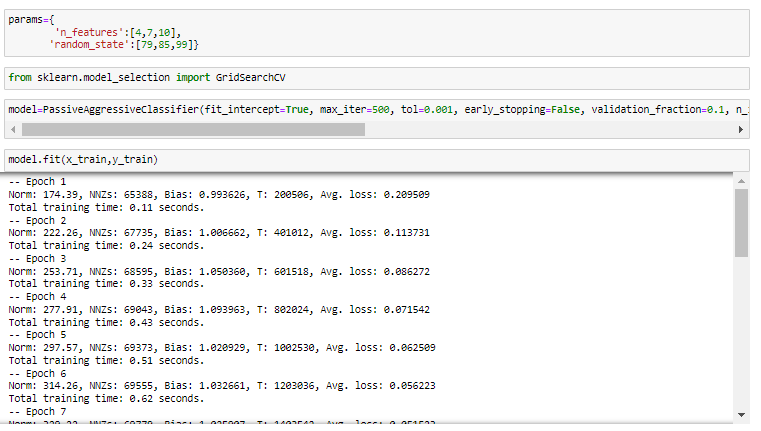 params={
'n_features':[4,7,10],
'random_state':[79,85,99]}
from sklearn.model_selection import GridSearchCV
model=PassiveAggressiveClassifier(fit_intercept=True, max_iter=500, tol=0.001, early_stopping=False, validation_fraction=0.1, n_
model.fit(x_train,y_train)
-- Epoch 1
Norm: 174.39, NNZs: 65388, Bias: 0.993626, T: 200506, Avg. loss: 0.209509
Total training time: 0.11 seconds.
-- Epoch 2
Norm: 222.26, NNZs: 67735, Bias: 1.006662, T: 401012, Avg. loss: 0.113731
Total training time: 0.24 seconds.
-- Epoch 3
Norm: 253.71, NNZs: 68595, Bias: 1.050360, T: 601518, Avg. loss: 0.086272
Total training time: 0.33 seconds.
-- Epoch 4
Norm: 277.91, NNZs: 69043, Bias: 1.093963, T: 802024, Avg. loss: 0.071542
Total training time: 0.43 seconds.
-- Epoch 5
Norm: 297.57, NNZs: 69373, Bias: 1.020929, T: 1002530, Avg. loss: 0.062509
Total training time: 0.51 seconds.
-- Epoch 6
Norm: 314.26, NNZs: 69555, Bias: 1.032661, T: 1203036, Avg. loss: 0.056223
Total training time: 0.62 seconds.
-- Epoch 7